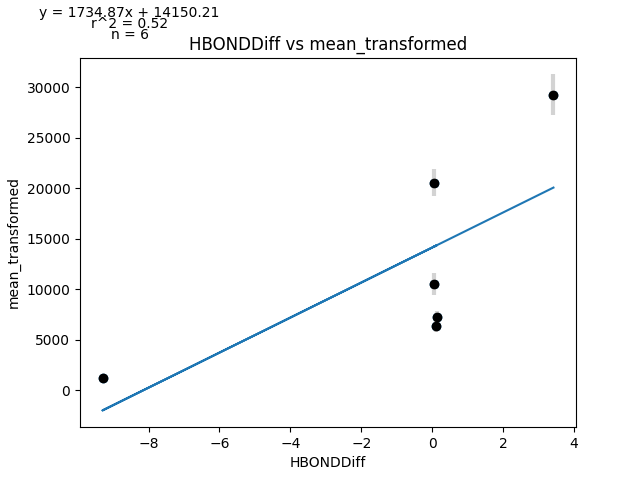 y = 1734.87x + 14150.21
r^2 = 0.52
n = 6
HBONDDiff vs mean_transformed
30000
25000
20000
15000
10000
5000
0
mean_transformed
−8
−6
−4
−2
0
2
4
HBONDDiff